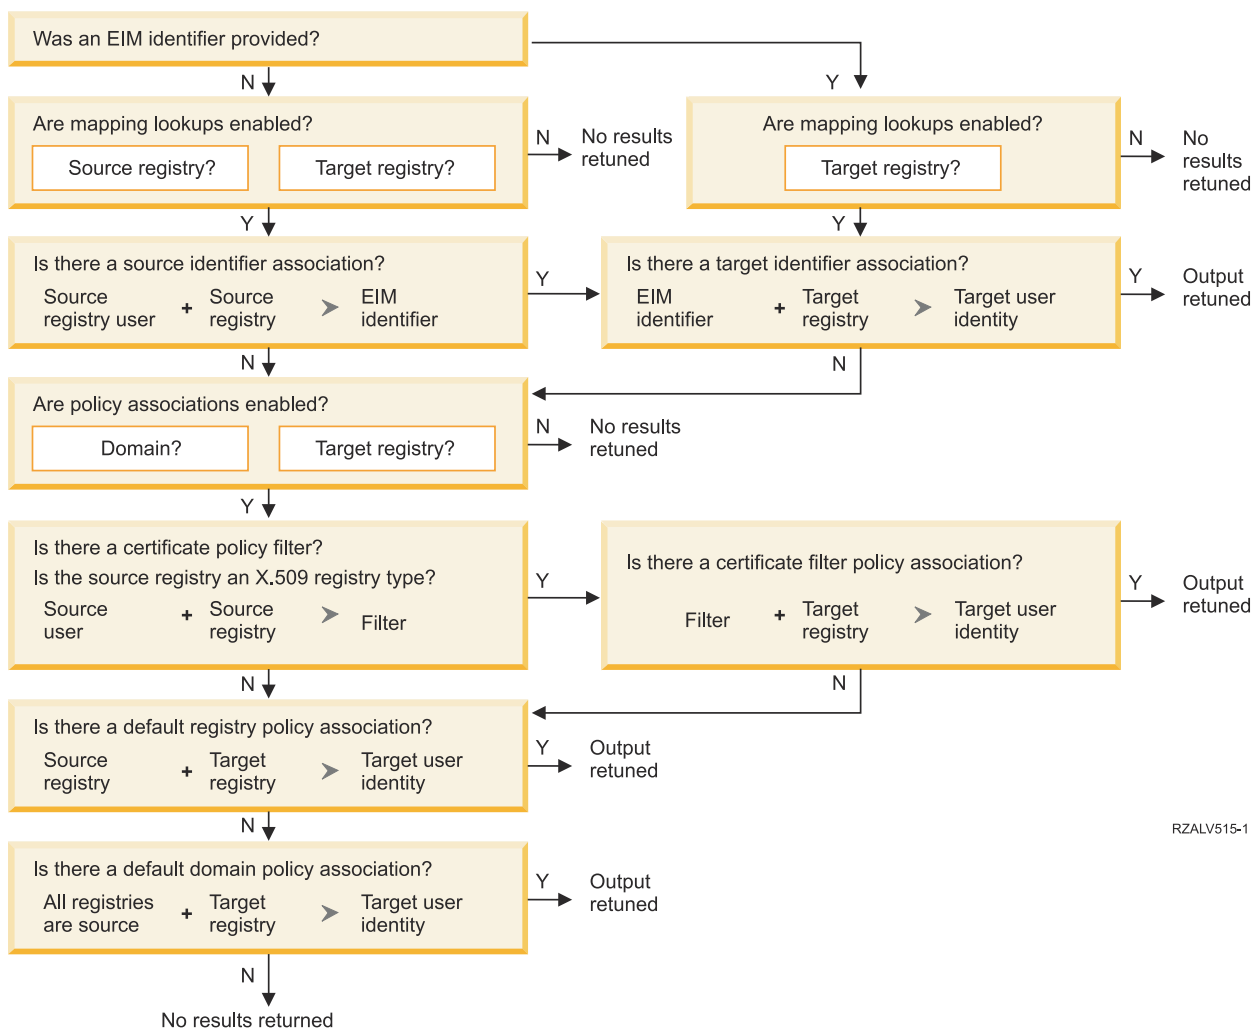 Was an EIM identifier provided?
N
Y
Are mapping lookups enabled?
Source registry?
Target registry?
N
No results
retuned
Are mapping lookups enabled?
Target registry?
N
No
results
retuned
Y
Y
Is there a source identifier association?
Source
registry user
+
Source
registry
EIM
identifier
Y
Is there a target identifier association?
EIM
identifier
+
Target
registry
Target user
identity
Y
Output
retuned
N
N
Are policy associations enabled?
Domain?
Target registry?
N
No results
retuned
Y
Is there a certificate policy filter?
Is the source registry an X.509 registry type?
Source
user
+
Source
registry
Filter
Y
Is there a certificate filter policy association?
Filter
+
Target
registry
Target user
identity
Y
Output
retuned
N
N
Is there a default registry policy association?
Source
registry
+
Target
registry
Target user
identity
Y
Output
retuned
N
RZALV515-1
Is there a default domain policy association?
All registries
are source
+
Target
registry
Target user
identity
Y
Output
retuned
N
No results returned